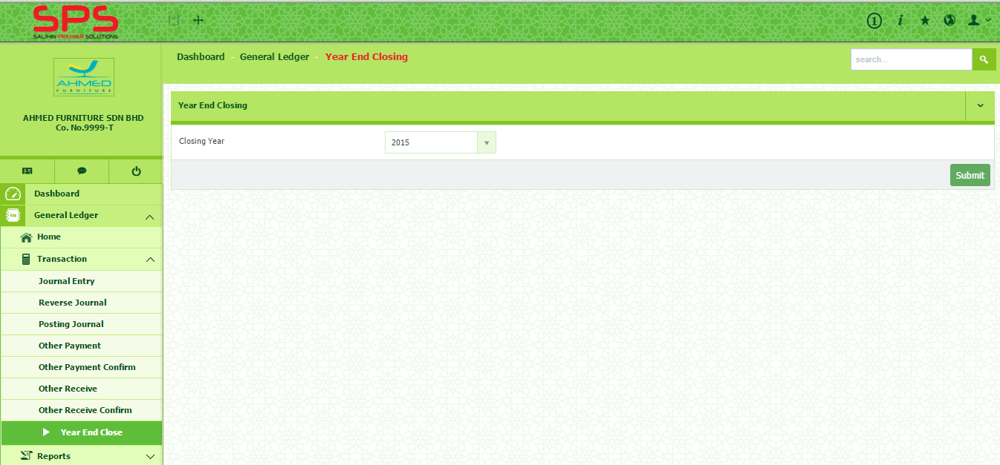 SPS
SALIHIN PREMIER SOLUTIONS
1
i
AHMED
FURNITURE
AHMED FURNITURE SDN BHD
Co. No.9999-T
Dashboard - General Ledger - Year End Closing
search...
Year End Closing
Closing Year
2015
Submit
Dashboard
RM
General Ledger
Home
Transaction
Journal Entry
Reverse Journal
Posting Journal
Other Payment
Other Payment Confirm
Other Receive
Other Receive Confirm
Year End Close
Reports